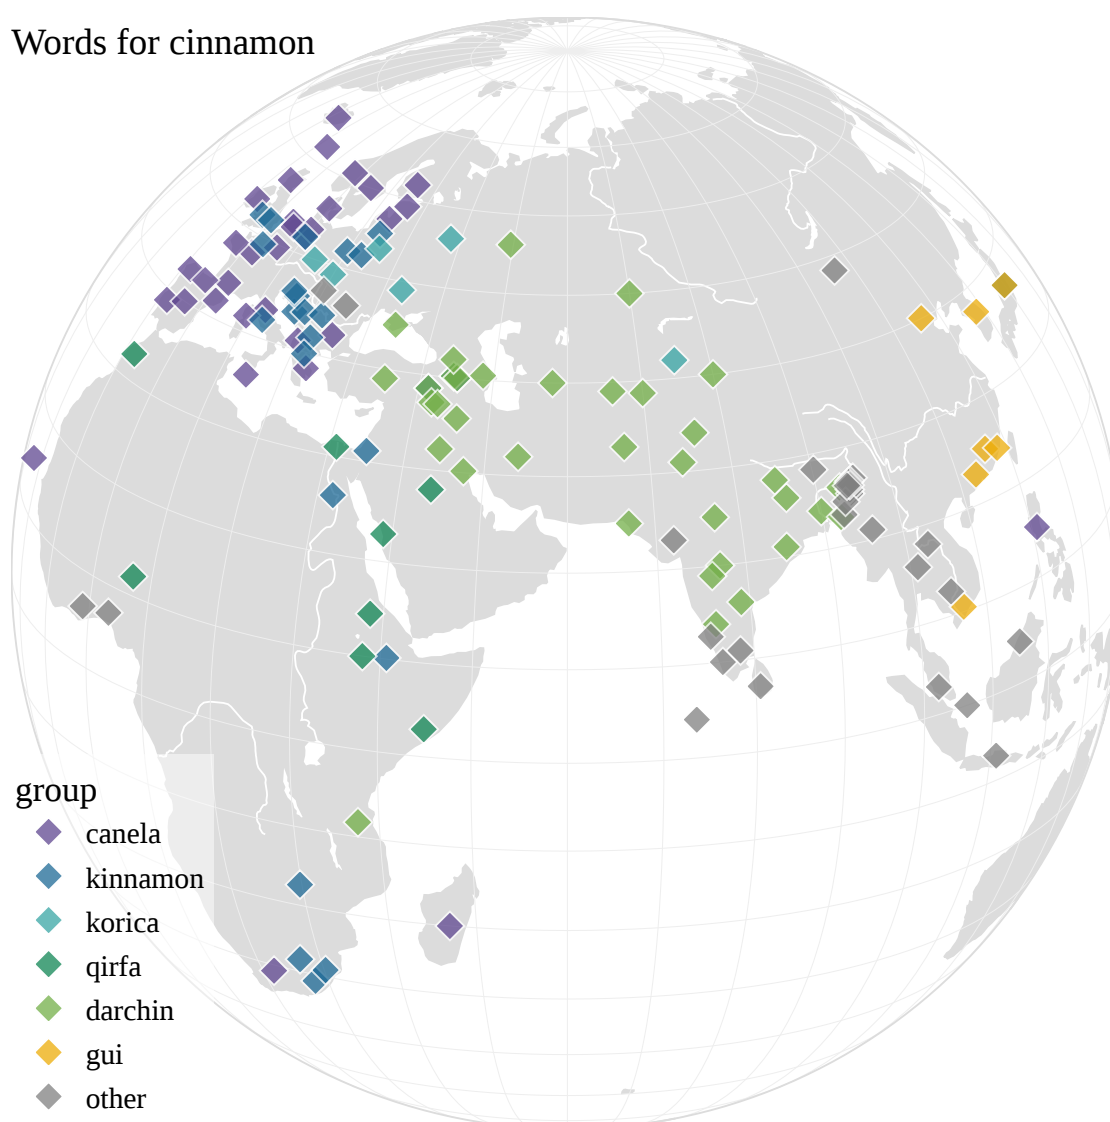 Words for cinnamon
group
canela
kinnamon
korica
qirfa
darchin
gui
other